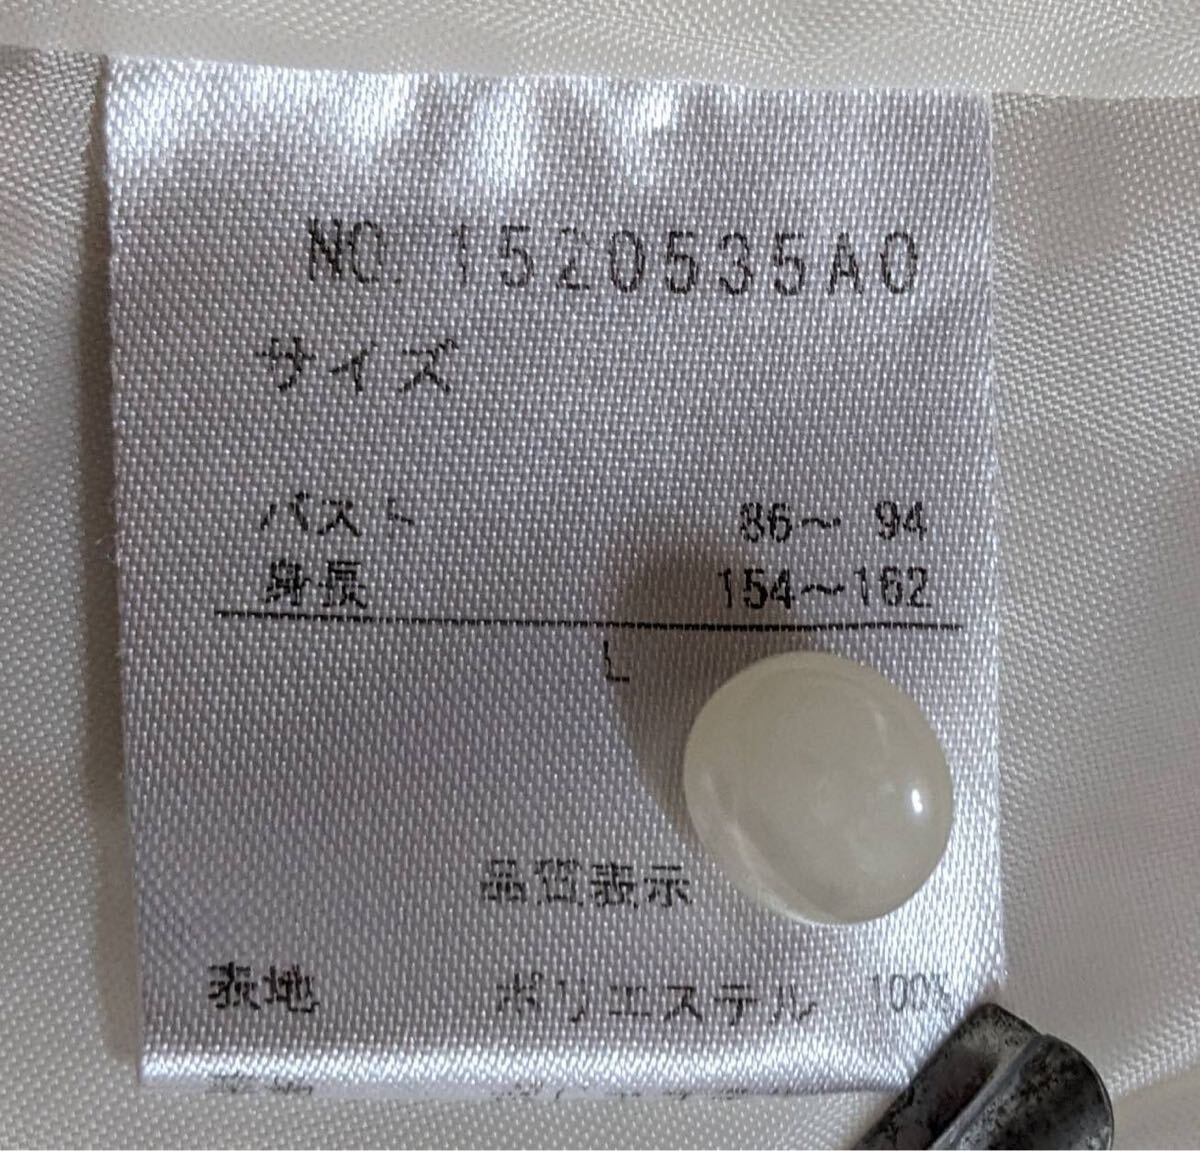 NO. 1520535A0
サイズ
バスト 86～ 94
身長 154～162
L
品質表示
表地 ポリエステル 100%